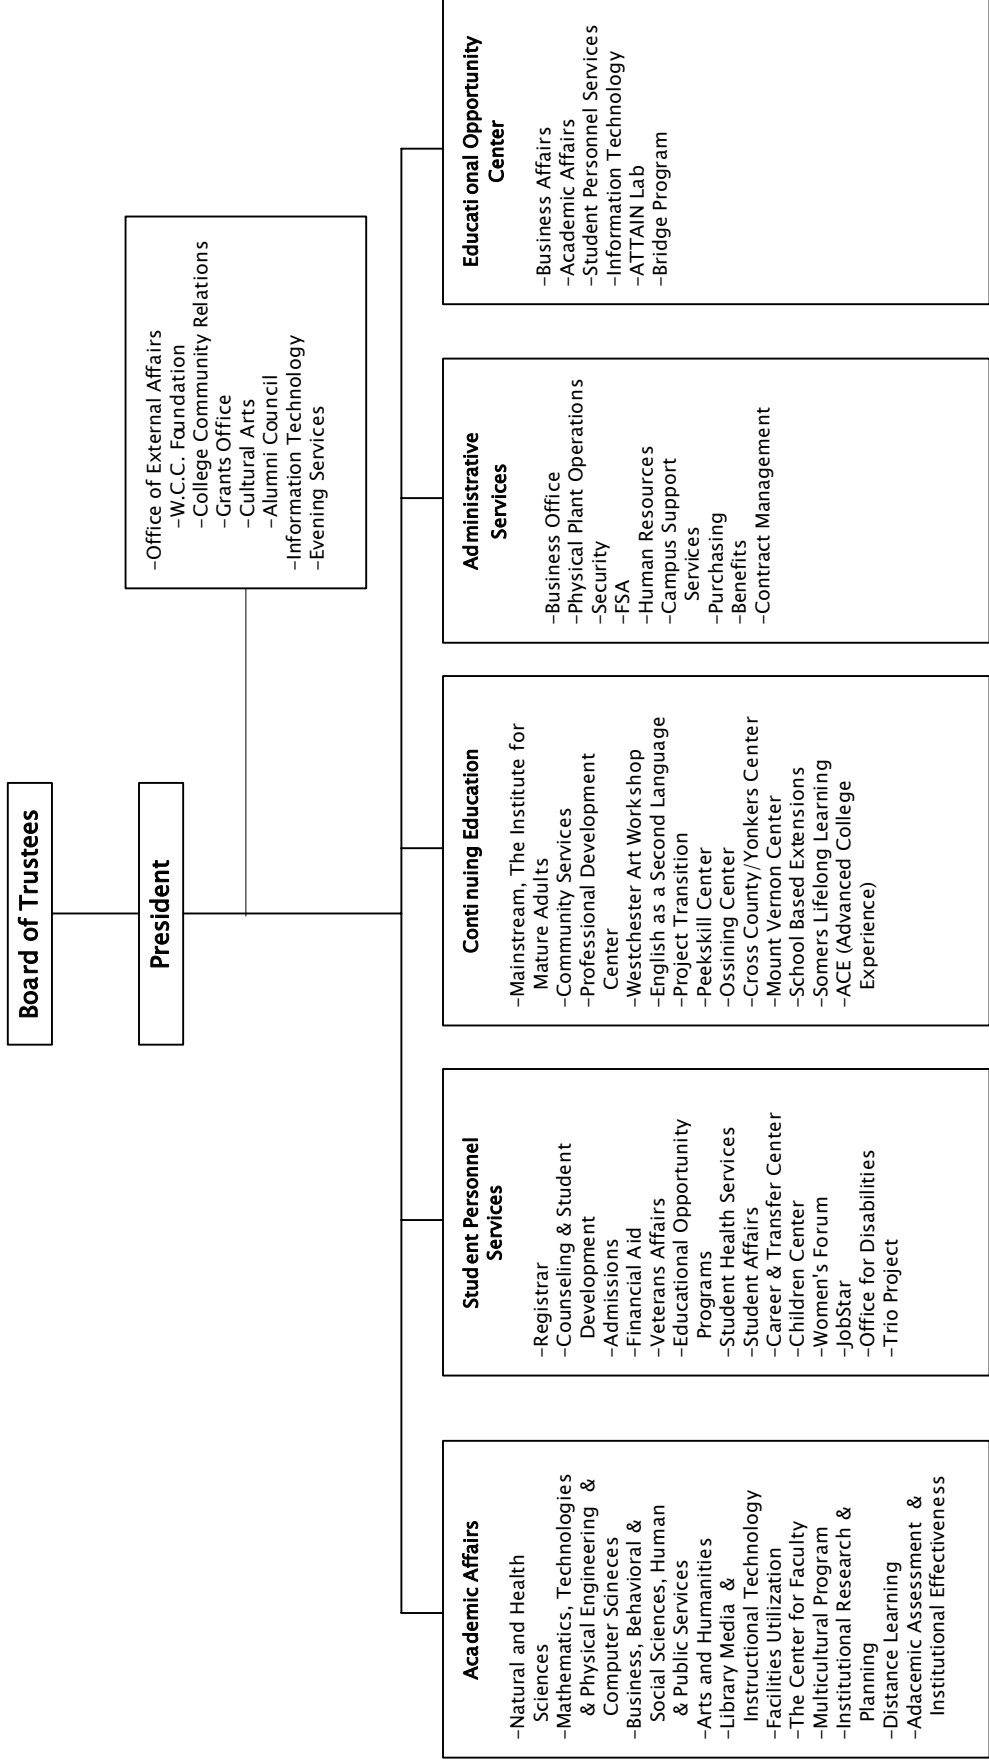 Board of Trustees
President
–Office of External Affairs
–W.C.C. Foundation
–College Community Relations
–Grants Office
–Cultural Arts
–Alumni Council
–Information Technology
–Evening Services
Academic Affairs
–Natural and Health
Sciences
–Mathematics, Technologies
& Physical Engineering &
Computer Scineces
–Business, Behavioral &
Social Sciences, Human
& Public Services
–Arts and Humanities
–Library Media &
Instructional Technology
–Facilities Utilization
–The Center for Faculty
–Multicultural Program
–Institutional Research &
Planning
–Distance Learning
–Adacemic Assessment &
Institutional Effectiveness
Student Personnel
Services
–Registrar
–Counseling & Student
Development
–Admissions
–Financial Aid
–Veterans Affairs
–Educational Opportunity
Programs
–Student Health Services
–Student Affairs
–Career & Transfer Center
–Children Center
–Women's Forum
–JobStar
–Office for Disabilities
–Trio Project
Continuing Education
–Mainstream, The Institute for
Mature Adults
–Community Services
–Professional Development
Center
–Westchester Art Workshop
–English as a Second Language
–Project Transition
–Peekskill Center
–Ossining Center
–Cross County/Yonkers Center
–Mount Vernon Center
–School Based Extensions
–Somers Lifelong Learning
–ACE (Advanced College
Experience)
Administrative
Services
–Business Office
–Physical Plant Operations
–Security
–FSA
–Human Resources
–Campus Support
Services
–Purchasing
–Benefits
–Contract Management
Educational Opportunity
Center
–Business Affairs
–Academic Affairs
–Student Personnel Services
–Information Technology
–ATTAIN Lab
–Bridge Program